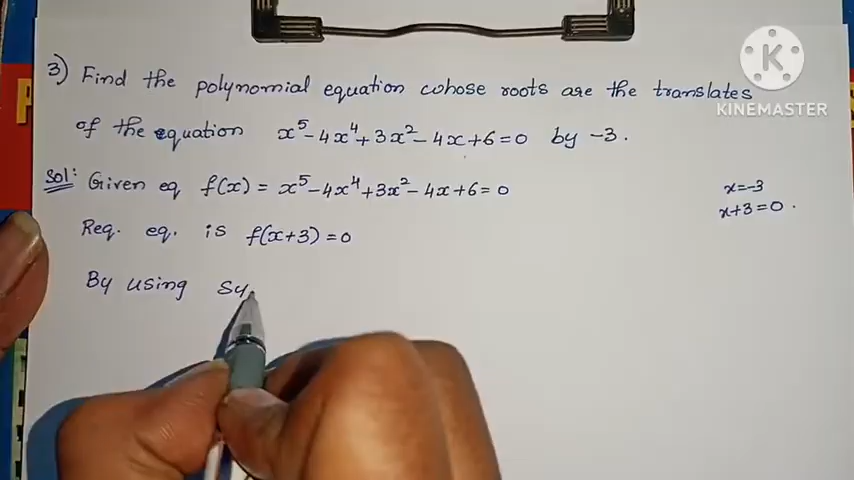 3) Find the polynomial equation whose roots are the translates
of the equation x⁵-4x⁴+3x²-4x+6=0 by -3.
Sol: Given eq f(x) = x⁵-4x⁴+3x²-4x+6=0
x=-3
x+3=0.
Req. eq. is f(x+3)=0
By using Sy
K
KINEMASTER